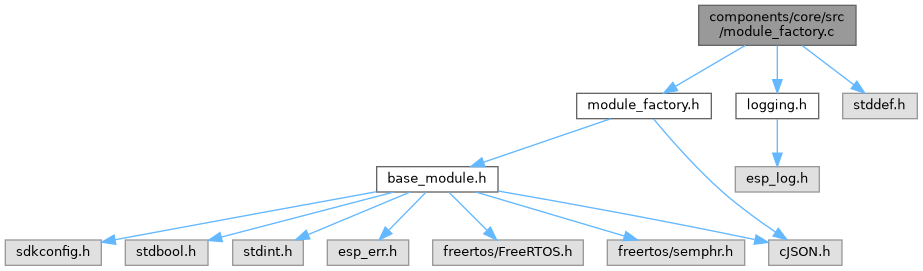 components/core/src
/module_factory.c
module_factory.h
logging.h
stddef.h
base_module.h
esp_log.h
sdkconfig.h
stdbool.h
stdint.h
esp_err.h
freertos/FreeRTOS.h
freertos/semphr.h
cJSON.h